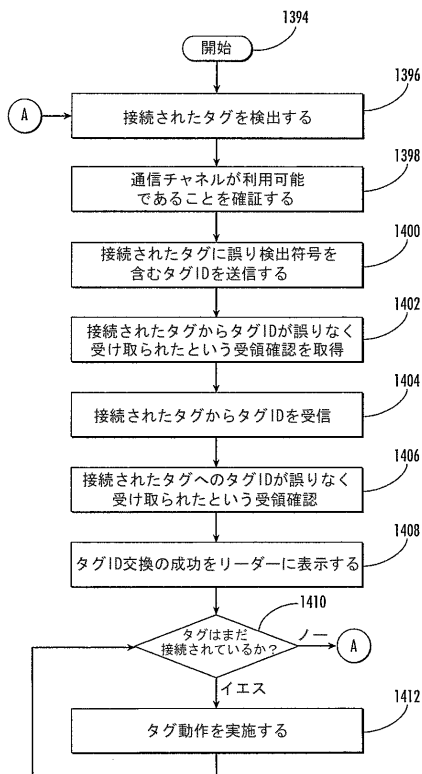 1394
開始
1396
A
接続されたタグを検出する
1398
通信チャネルが利用可能
であることを確証する
1400
接続されたタグに誤り検出符号を
含むタグIDを送信する
1402
接続されたタグからタグIDが誤りなく
受け取られたという受領確認を取得
1404
接続されたタグからタグIDを受信
1406
接続されたタグへのタグIDが誤りなく
受け取られたという受領確認
1408
タグID交換の成功をリーダーに表示する
1410
タグはまだ
接続されているか？
ノー
A
イエス
1412
タグ動作を実施する